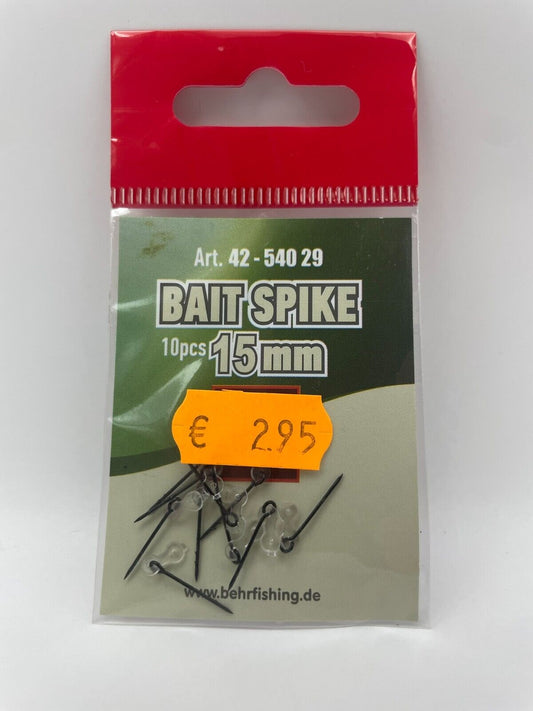 Art. 42 - 540 29
BAIT SPIKE
10pcs 15mm
€ 2.95
www.behrfishing.de